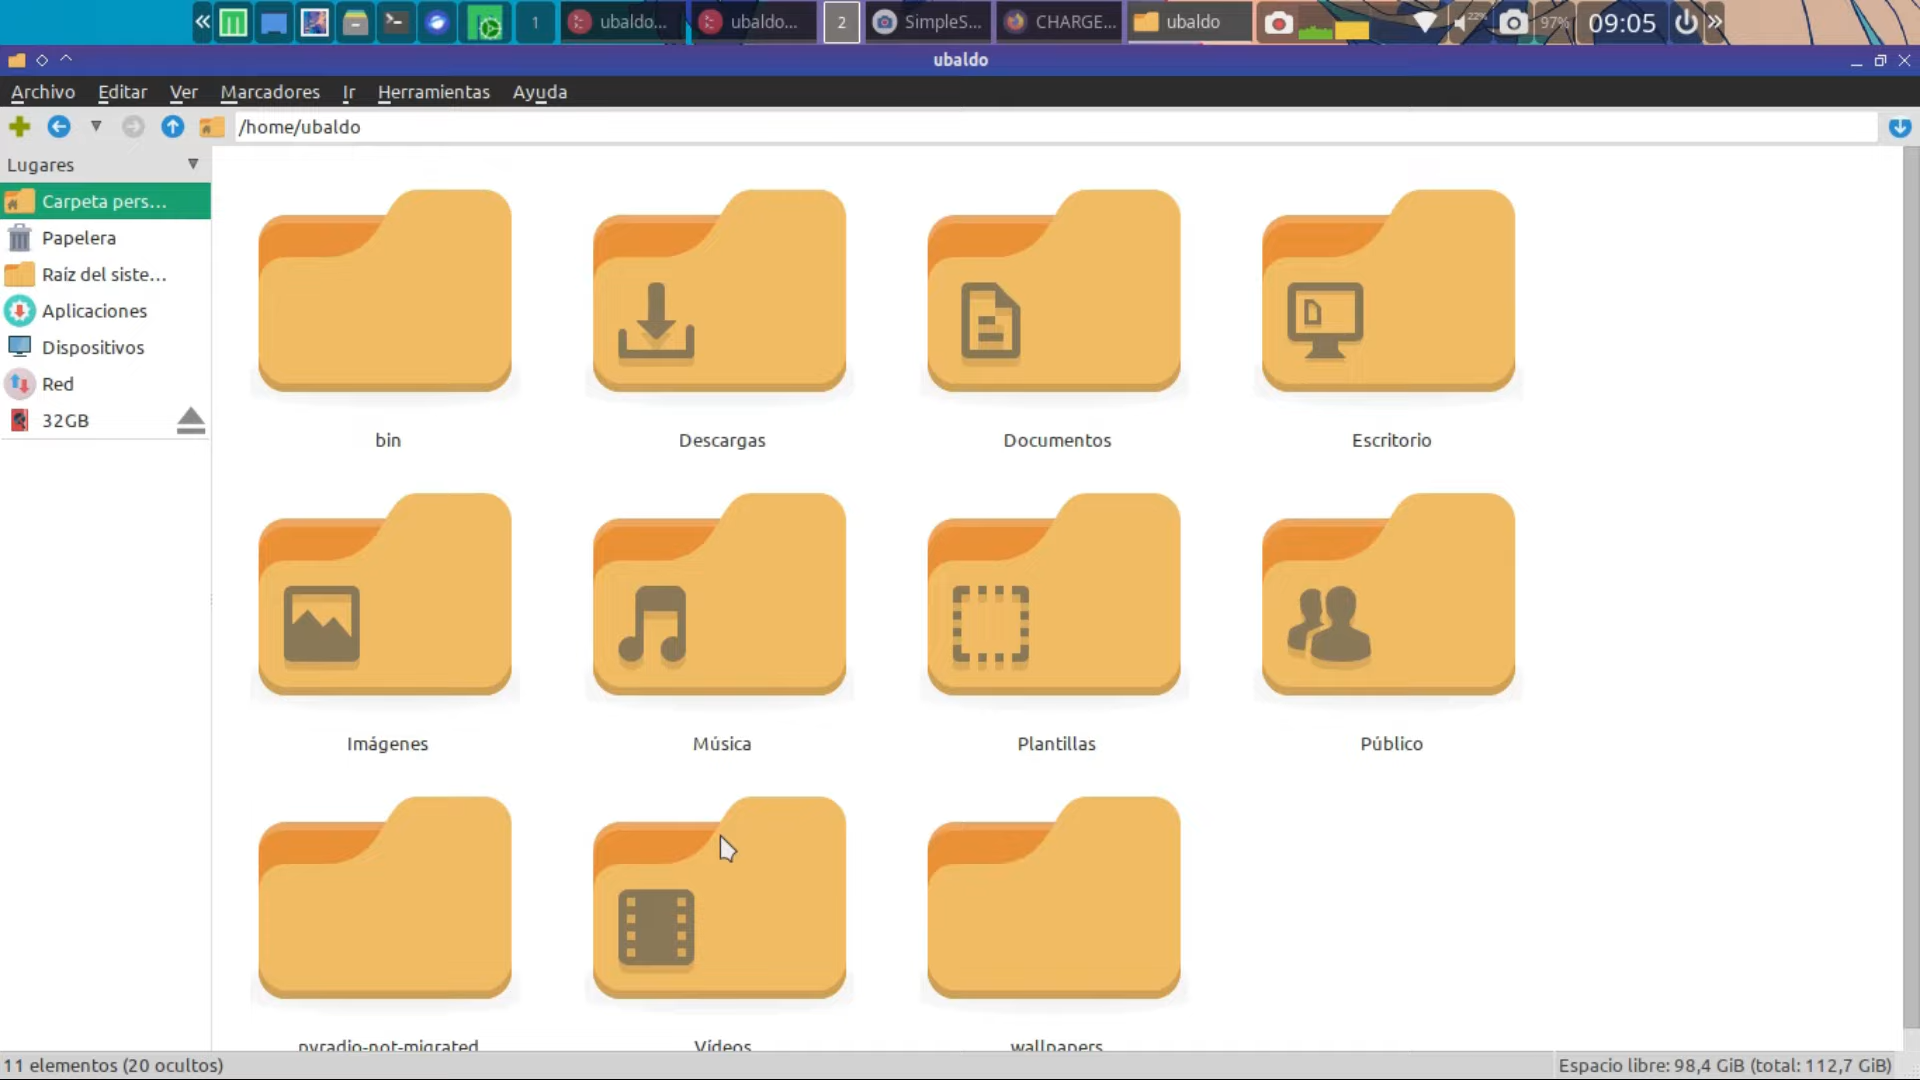 1 ubaldo... ubaldo... 2 SimpleS... CHARGE... ubaldo 22% 97% 09:05
ubaldo
Archivo Editar Ver Marcadores Ir Herramientas Ayuda
/home/ubaldo
Lugares
Carpeta pers...
Papelera
Raíz del siste...
Aplicaciones
Dispositivos
Red
32GB
bin Descargas Documentos Escritorio
Imágenes Música Plantillas Público
pyradio-not-migrated Vídeos wallpapers
11 elementos (20 ocultos) Espacio libre: 98,4 GiB (total: 112,7 GiB)